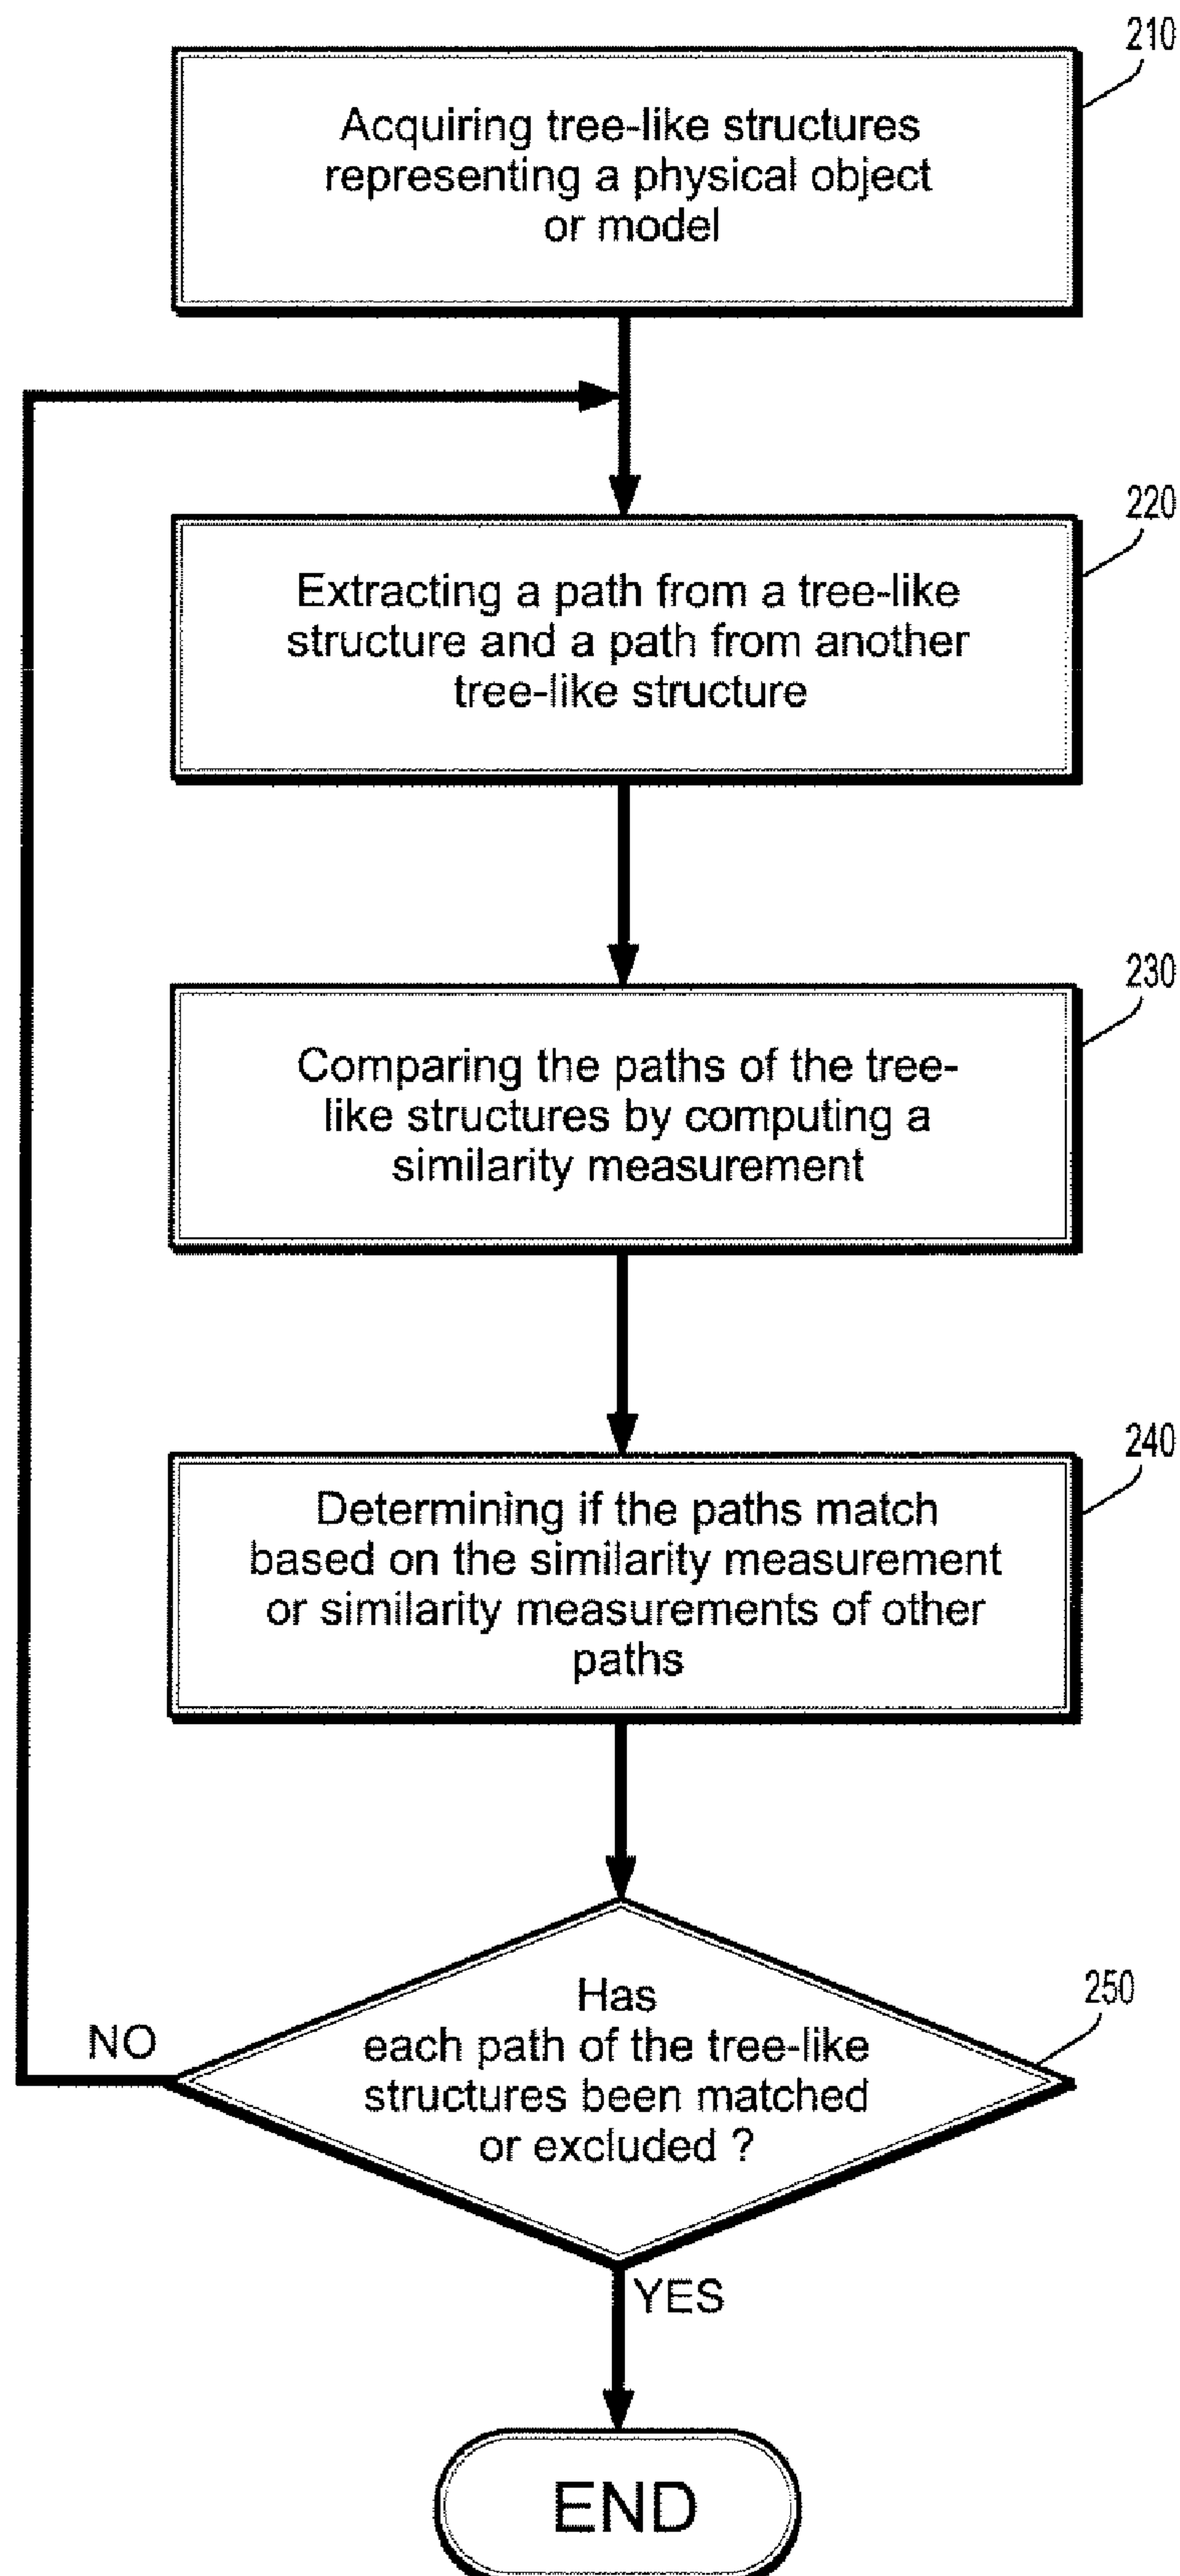 210
Acquiring tree-like structures
representing a physical object
or model
220
Extracting a path from a tree-like
structure and a path from another
tree-like structure
230
Comparing the paths of the tree-
like structures by computing a
similarity measurement
240
Determining if the paths match
based on the similarity measurement
or similarity measurements of other
paths
250
Has
each path of the tree-like
structures been matched
or excluded ?
NO
YES
END